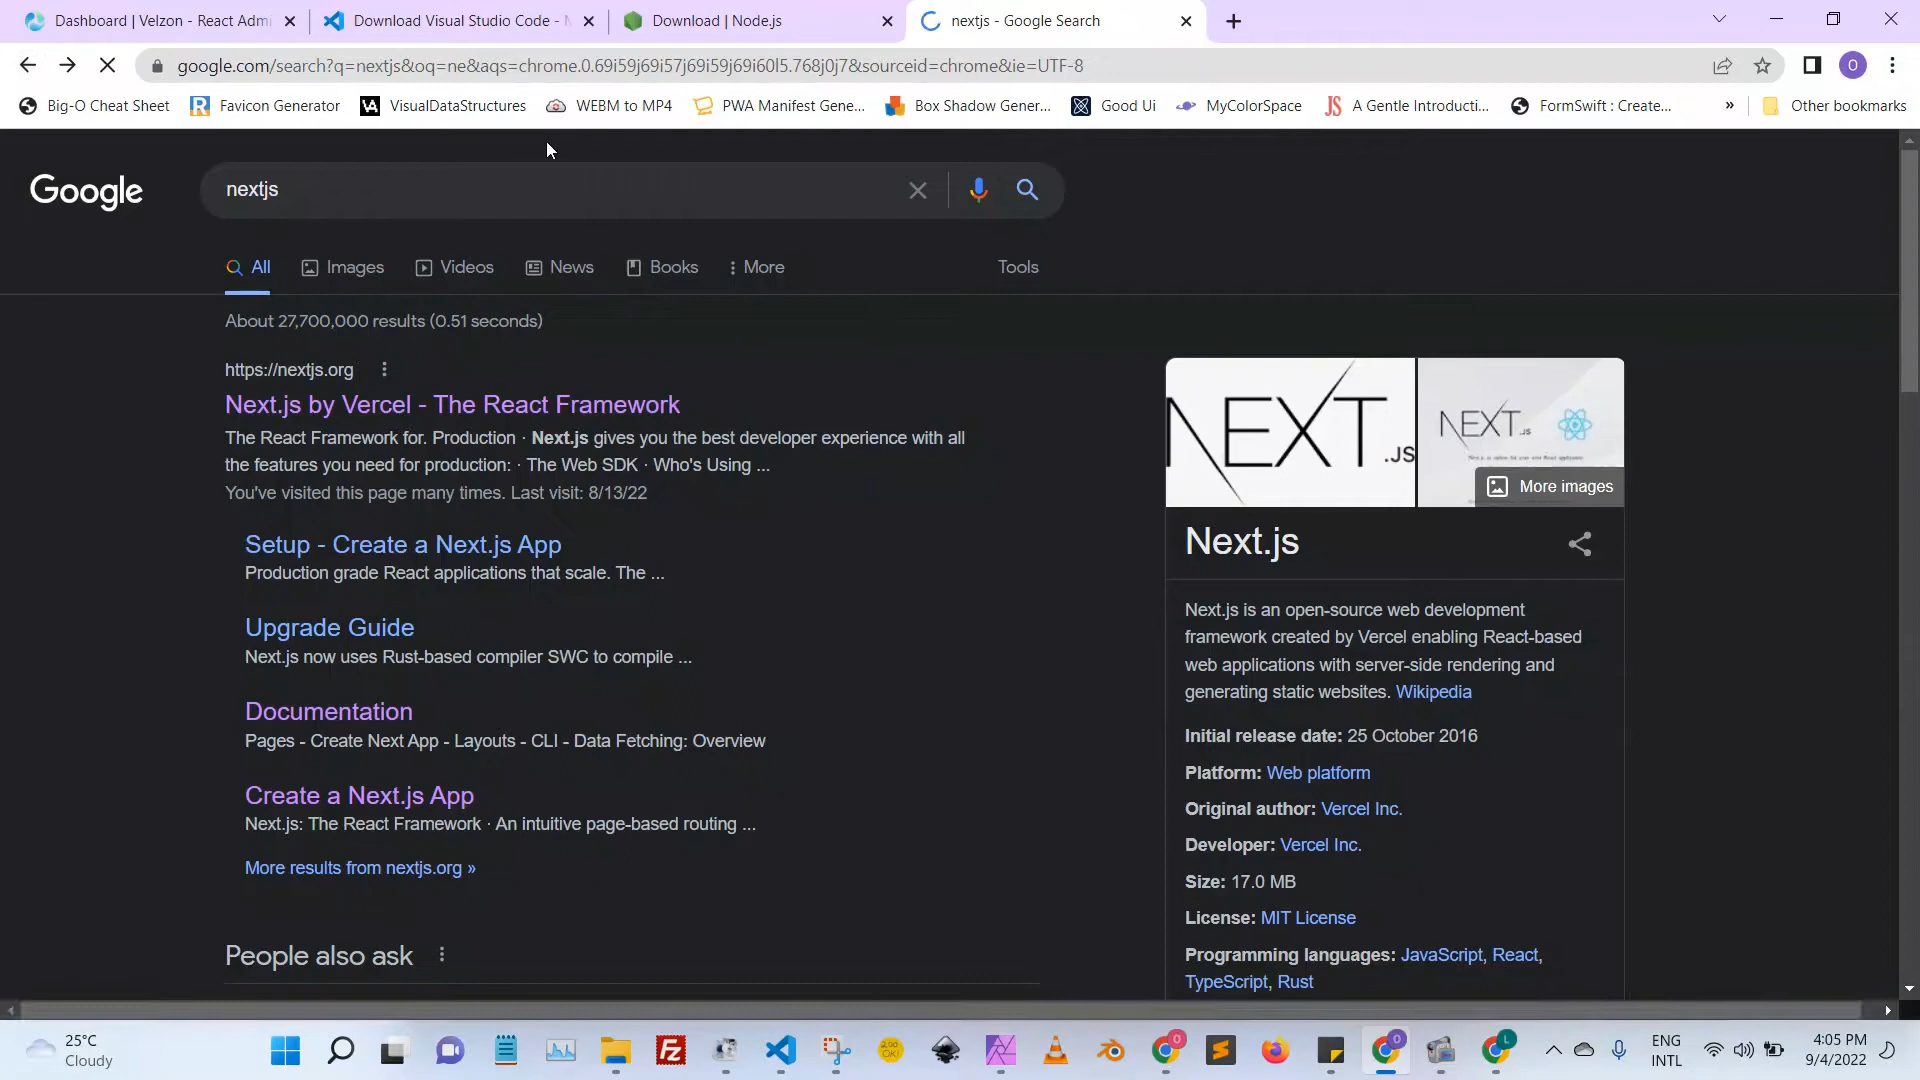 Dashboard | Velzon - React Admi
Download Visual Studio Code -
Download | Node.js
nextjs - Google Search
google.com/search?q=nextjs&oq=ne&aqs=chrome.0.69i59j69i57j69i59j69i60l5.768j0j7&sourceid=chrome&ie=UTF-8
O
Big-O Cheat Sheet
R Favicon Generator
VA VisualDataStructures
WEBM to MP4
PWA Manifest Gene...
Box Shadow Gener...
Good Ui
MyColorSpace
JS A Gentle Introducti...
FormSwift : Create...
»
Other bookmarks
Google
nextjs
All
Images
Videos
News
Books
More
Tools
About 27,700,000 results (0.51 seconds)
https://nextjs.org
Next.js by Vercel - The React Framework
The React Framework for. Production · Next.js gives you the best developer experience with all
the features you need for production: · The Web SDK · Who's Using ...
You've visited this page many times. Last visit: 8/13/22
Setup - Create a Next.js App
Production grade React applications that scale. The ...
Upgrade Guide
Next.js now uses Rust-based compiler SWC to compile ...
Documentation
Pages - Create Next App - Layouts - CLI - Data Fetching: Overview
Create a Next.js App
Next.js: The React Framework · An intuitive page-based routing ...
More results from nextjs.org »
People also ask
NEXT.JS
NEXT.JS
More images
Next.js
Next.js is an open-source web development
framework created by Vercel enabling React-based
web applications with server-side rendering and
generating static websites. Wikipedia
Initial release date: 25 October 2016
Platform: Web platform
Original author: Vercel Inc.
Developer: Vercel Inc.
Size: 17.0 MB
License: MIT License
Programming languages: JavaScript, React,
TypeScript, Rust
25°C
Cloudy
Fz
O
O
L
ENG
INTL
4:05 PM
9/4/2022